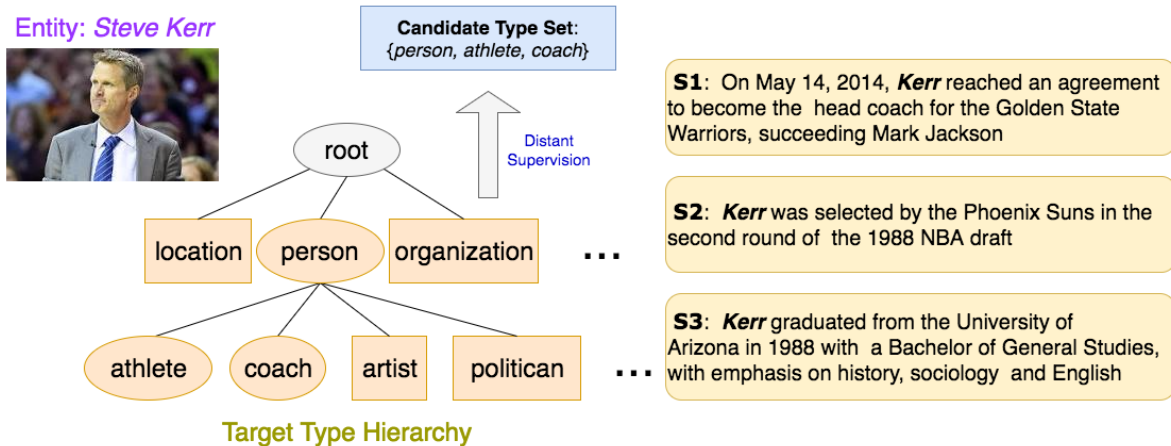 Entity: Steve Kerr
Candidate Type Set:
{person, athlete, coach}
Distant
Supervision
root
location
person
organization
...
athlete
coach
artist
politican
...
Target Type Hierarchy
S1: On May 14, 2014, Kerr reached an agreement
to become the head coach for the Golden State
Warriors, succeeding Mark Jackson
S2: Kerr was selected by the Phoenix Suns in the
second round of the 1988 NBA draft
S3: Kerr graduated from the University of
Arizona in 1988 with a Bachelor of General Studies,
with emphasis on history, sociology and English